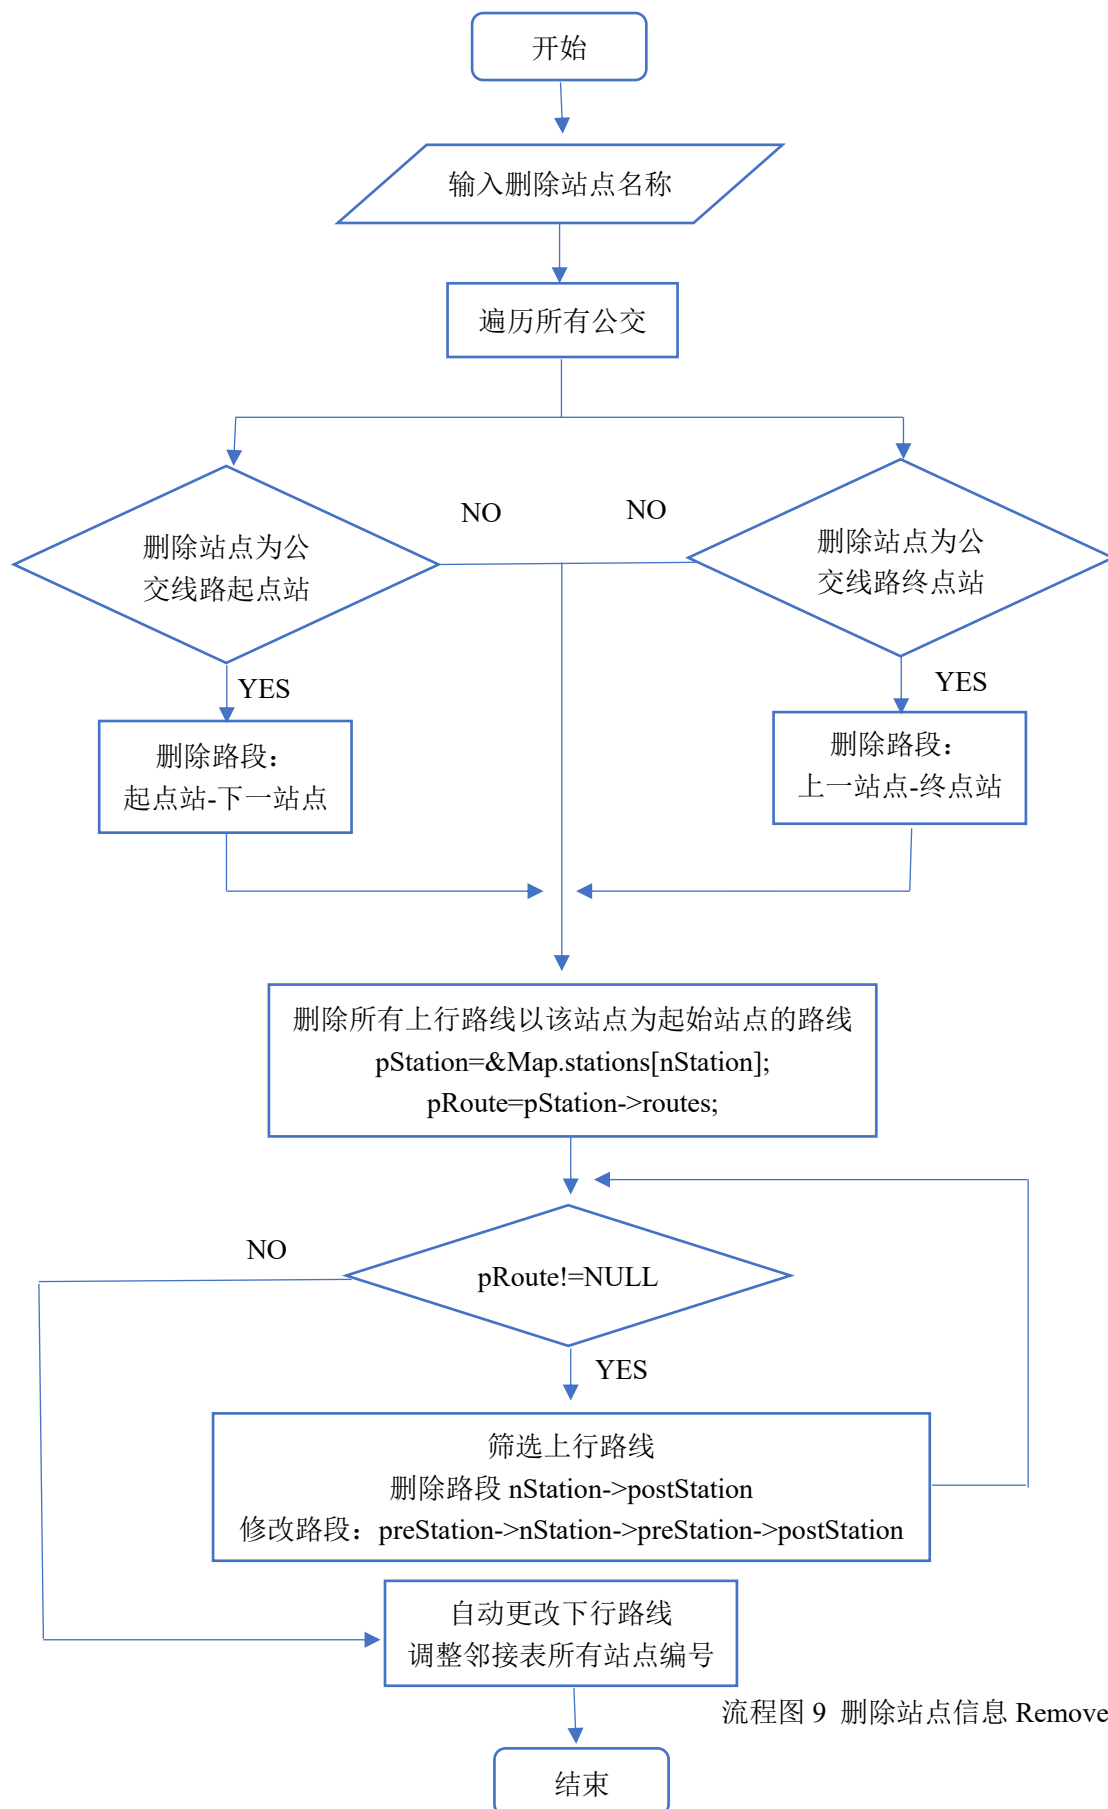 开始
输入删除站点名称
遍历所有公交
NO
NO
删除站点为公
交线路起点站
删除站点为公
交线路终点站
YES
YES
删除路段：
起点站-下一站点
删除路段：
上一站点-终点站
删除所有上行路线以该站点为起始站点的路线
pStation=&Map.stations[nStation];
pRoute=pStation->routes;
NO
pRoute!=NULL
YES
筛选上行路线
删除路段 nStation->postStation
修改路段：preStation->nStation->preStation->postStation
自动更改下行路线
调整邻接表所有站点编号
流程图 9 删除站点信息 Remove
结束